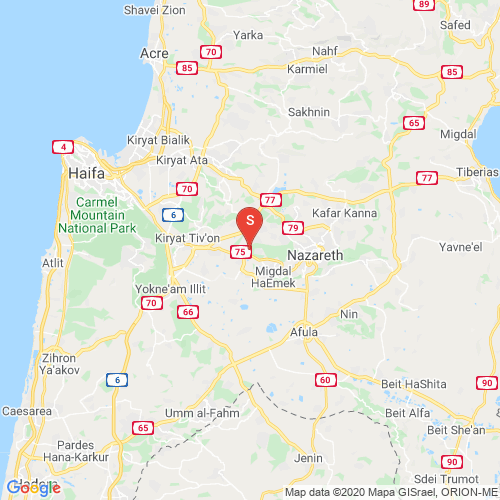 Shavei Zion
Yarka
89
Safed
Acre
70
Nahf
85
Karmiel
85
Sakhnin
65
Migdal
4
Kiryat Bialik
Haifa
Kiryat Ata
Tiberias
77
70
77
Carmel
Mountain
National Park
6
Kafar Kanna
S
79
Kiryat Tiv'on
75
Nazareth
Yavne'el
Atlit
Migdal
HaEmek
Yokne'am Illit
70
66
Nin
Afula
Zihron
Ya'akov
6
60
Beit HaShita
90
Caesarea
Umm al-Fahm
Beit Alfa
65
Beit She'an
Pardes
Hana-Karkur
Jenin
90
Sdei Trumot
Hadera
Google
Map data ©2020 Mapa GISrael, ORION-ME